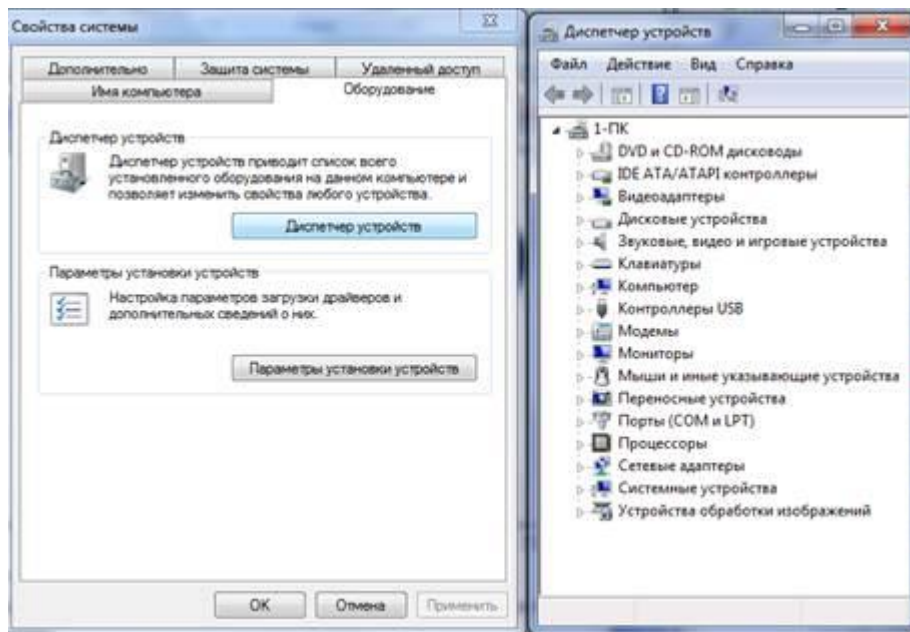 Свойства системы
Дополнительно
Защита системы
Удаленный доступ
Имя компьютера
Оборудование
Диспетчер устройств
Диспетчер устройств приводит список всего
установленного оборудования на данном компьютере и
позволяет изменить свойства любого устройства.
Диспетчер устройств
Параметры установки устройств
Настройка параметров загрузки драйверов и
дополнительных сведений о них.
Параметры установки устройств
OK
Отмена
Применить
Диспетчер устройств
Файл Действие Вид Справка
1-ПК
DVD и CD-ROM дисководы
IDE ATA/ATAPI контроллеры
Видеоадаптеры
Дисковые устройства
Звуковые, видео и игровые устройства
Клавиатуры
Компьютер
Контроллеры USB
Модемы
Мониторы
Мыши и иные указывающие устройства
Переносные устройства
Порты (COM и LPT)
Процессоры
Сетевые адаптеры
Системные устройства
Устройства обработки изображений